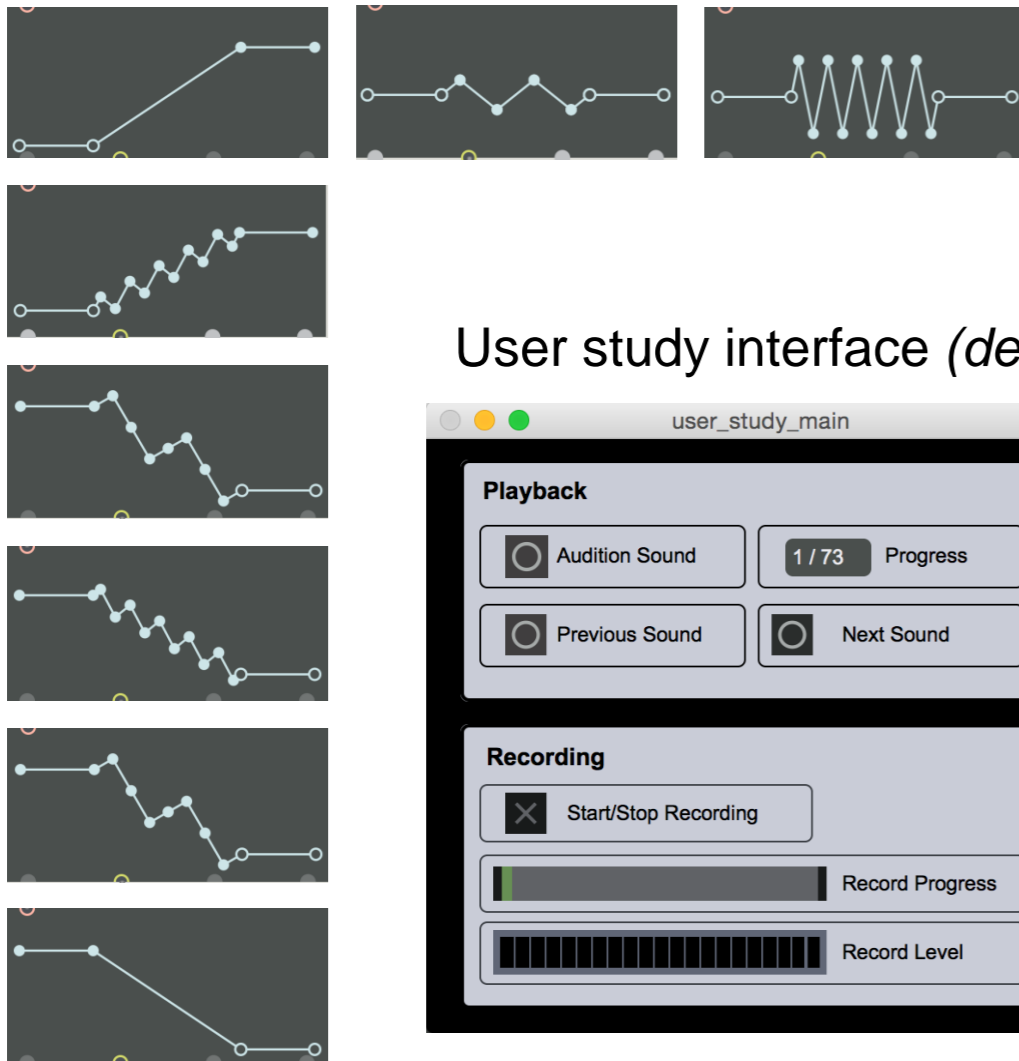 User study interface (de
user_study_main
Playback
Audition Sound
1 / 73 Progress
Previous Sound
Next Sound
Recording
Start/Stop Recording
Record Progress
Record Level